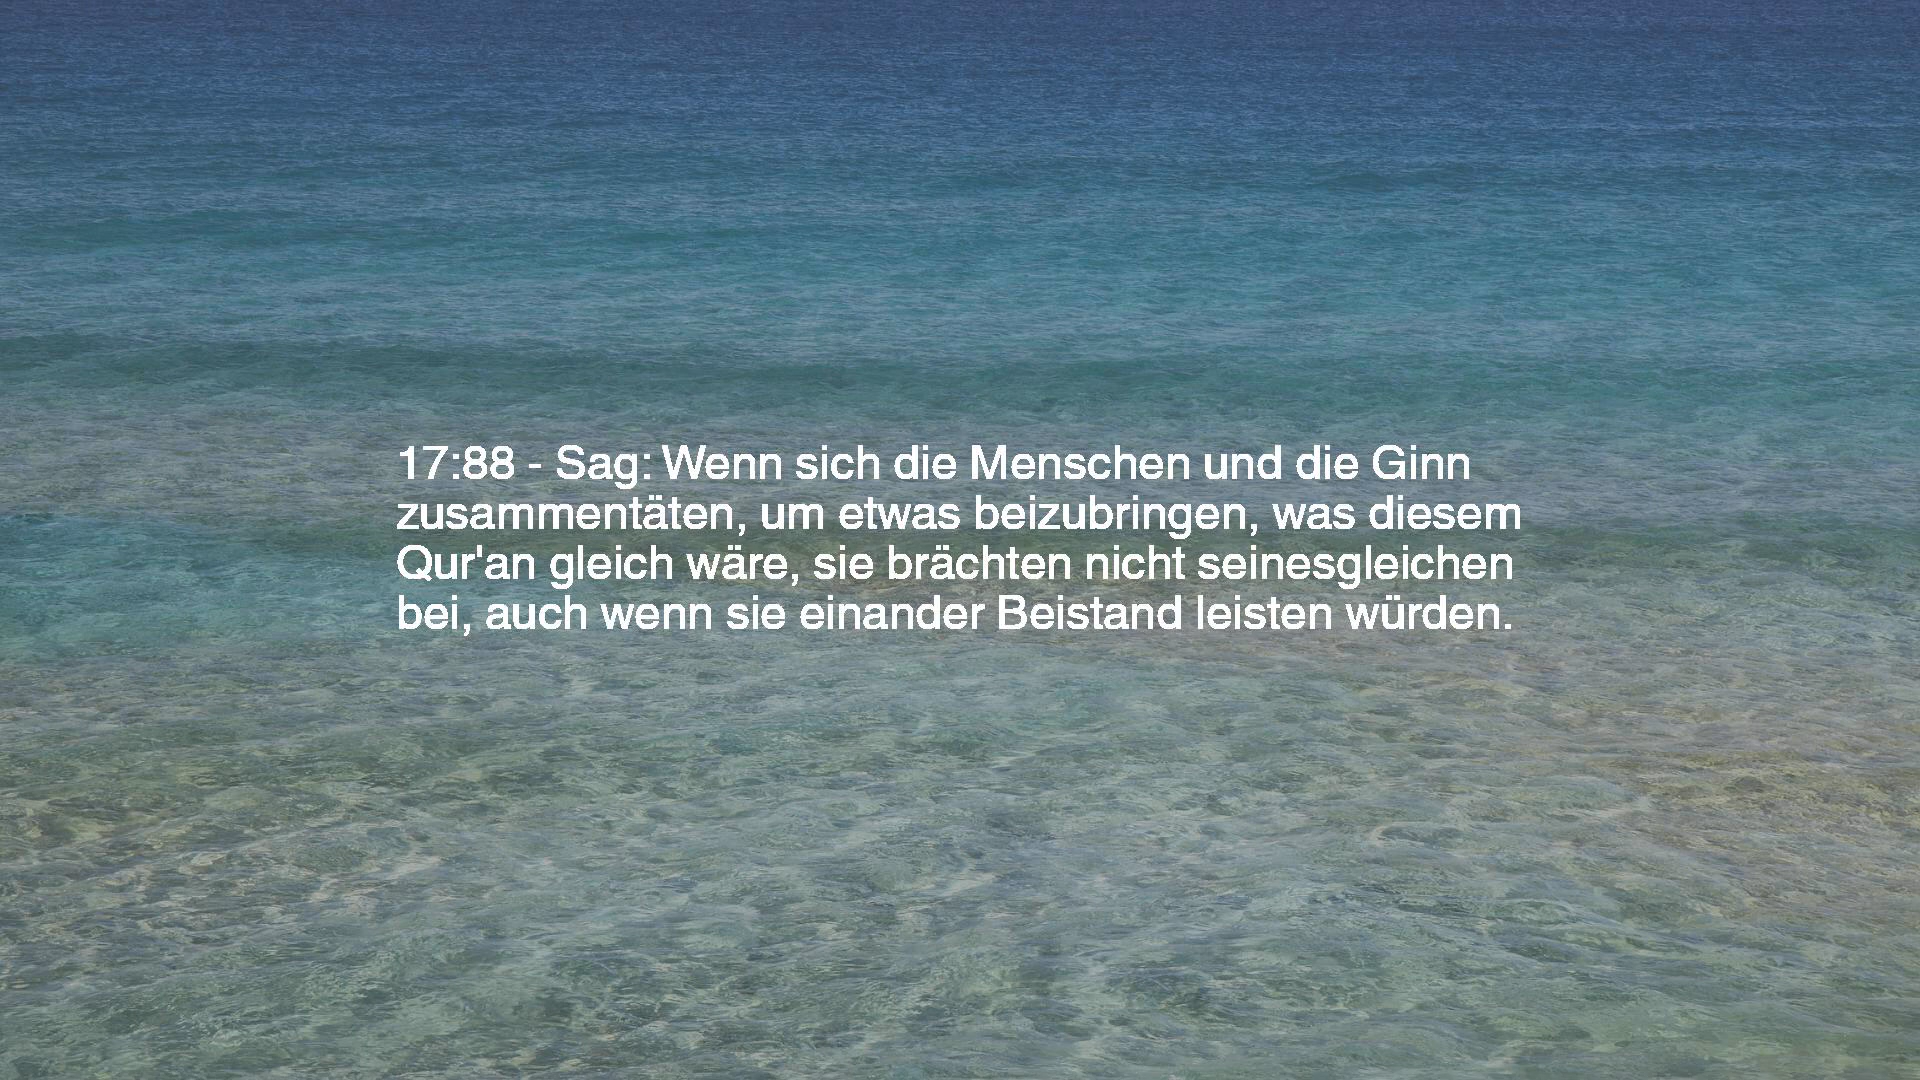 17:88 - Sag: Wenn sich die Menschen und die Ginn
zusammentäten, um etwas beizubringen, was diesem
Qur'an gleich wäre, sie brächten nicht seinesgleichen
bei, auch wenn sie einander Beistand leisten würden.